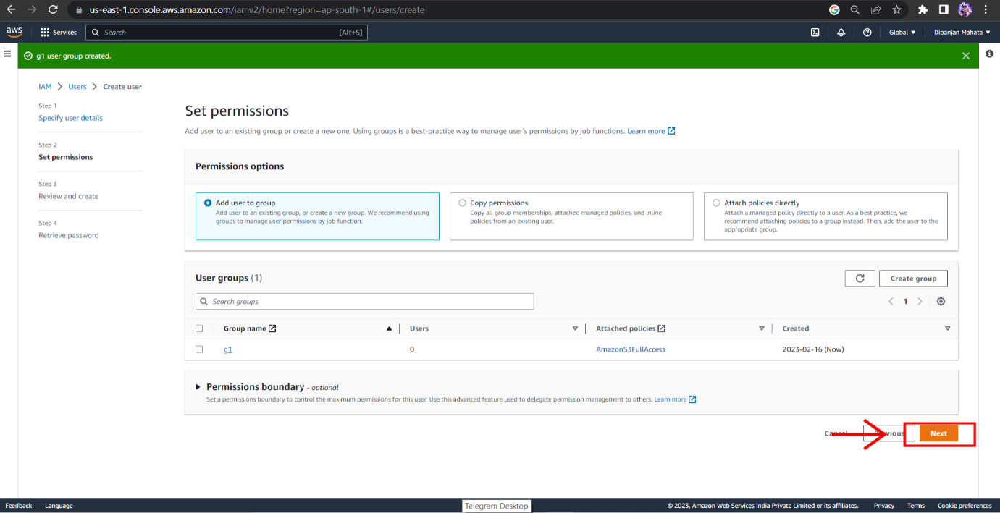 us-east-1.console.aws.amazon.com/iamv2/home?region=ap-south-1#/users/create
aws Services Search [Alt+S] Global Dipanjan Mahata
g1 user group created.
IAM Users Create user
Step 1
Specify user details
Step 2
Set permissions
Step 3
Review and create
Step 4
Retrieve password
Set permissions
Add user to an existing group or create a new one. Using groups is a best-practice way to manage user's permissions by job functions. Learn more
Permissions options
Add user to group
Add user to an existing group, or create a new group. We recommend using
groups to manage user permissions by job function.
Copy permissions
Copy all group memberships, attached managed policies, and inline
policies from an existing user.
Attach policies directly
Attach a managed policy directly to a user. As a best practice, we
recommend attaching policies to a group instead. Then, add the user to the
appropriate group.
User groups (1) Create group
Search groups 1
Group name Users Attached policies Created
g1 0 AmazonS3FullAccess 2023-02-16 (Now)
Permissions boundary - optional
Set a permissions boundary to control the maximum permissions for this user. Use this advanced feature used to delegate permission management to others. Learn more
Cancel Previous Next
Feedback Language Telegram Desktop © 2023, Amazon Web Services India Private Limited or its affiliates. Privacy Terms Cookie preferences